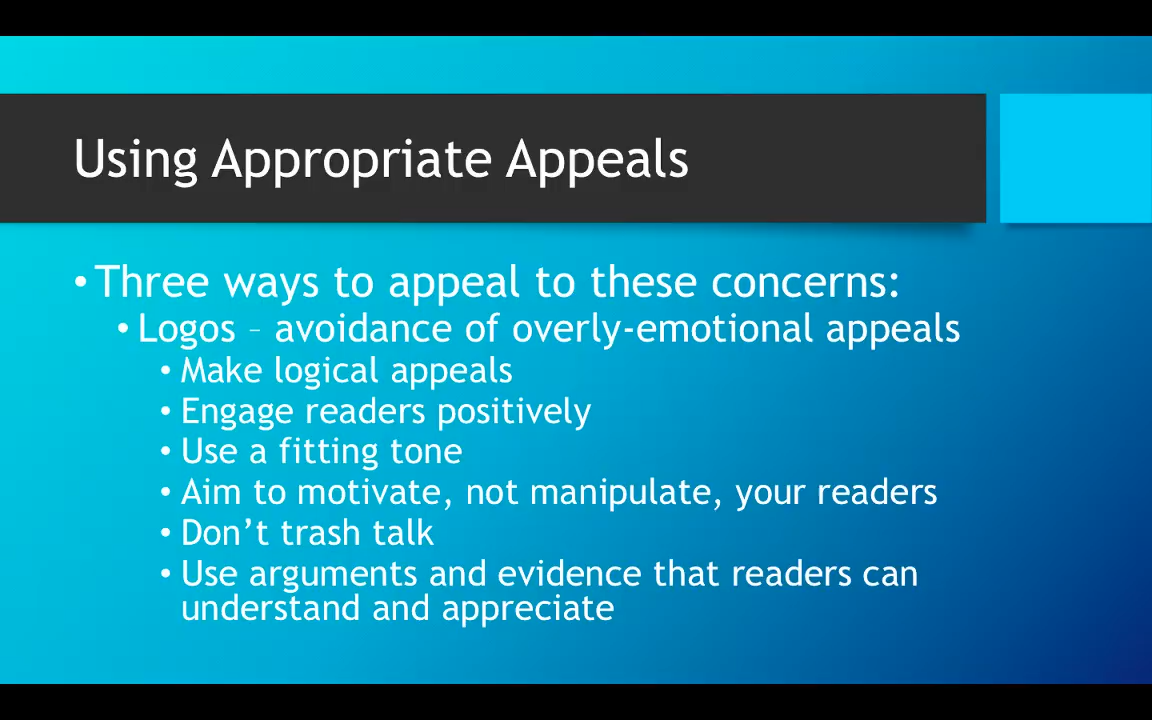 Using Appropriate Appeals
• Three ways to appeal to these concerns:
• Logos – avoidance of overly-emotional appeals
• Make logical appeals
• Engage readers positively
• Use a fitting tone
• Aim to motivate, not manipulate, your readers
• Don’t trash talk
• Use arguments and evidence that readers can
understand and appreciate